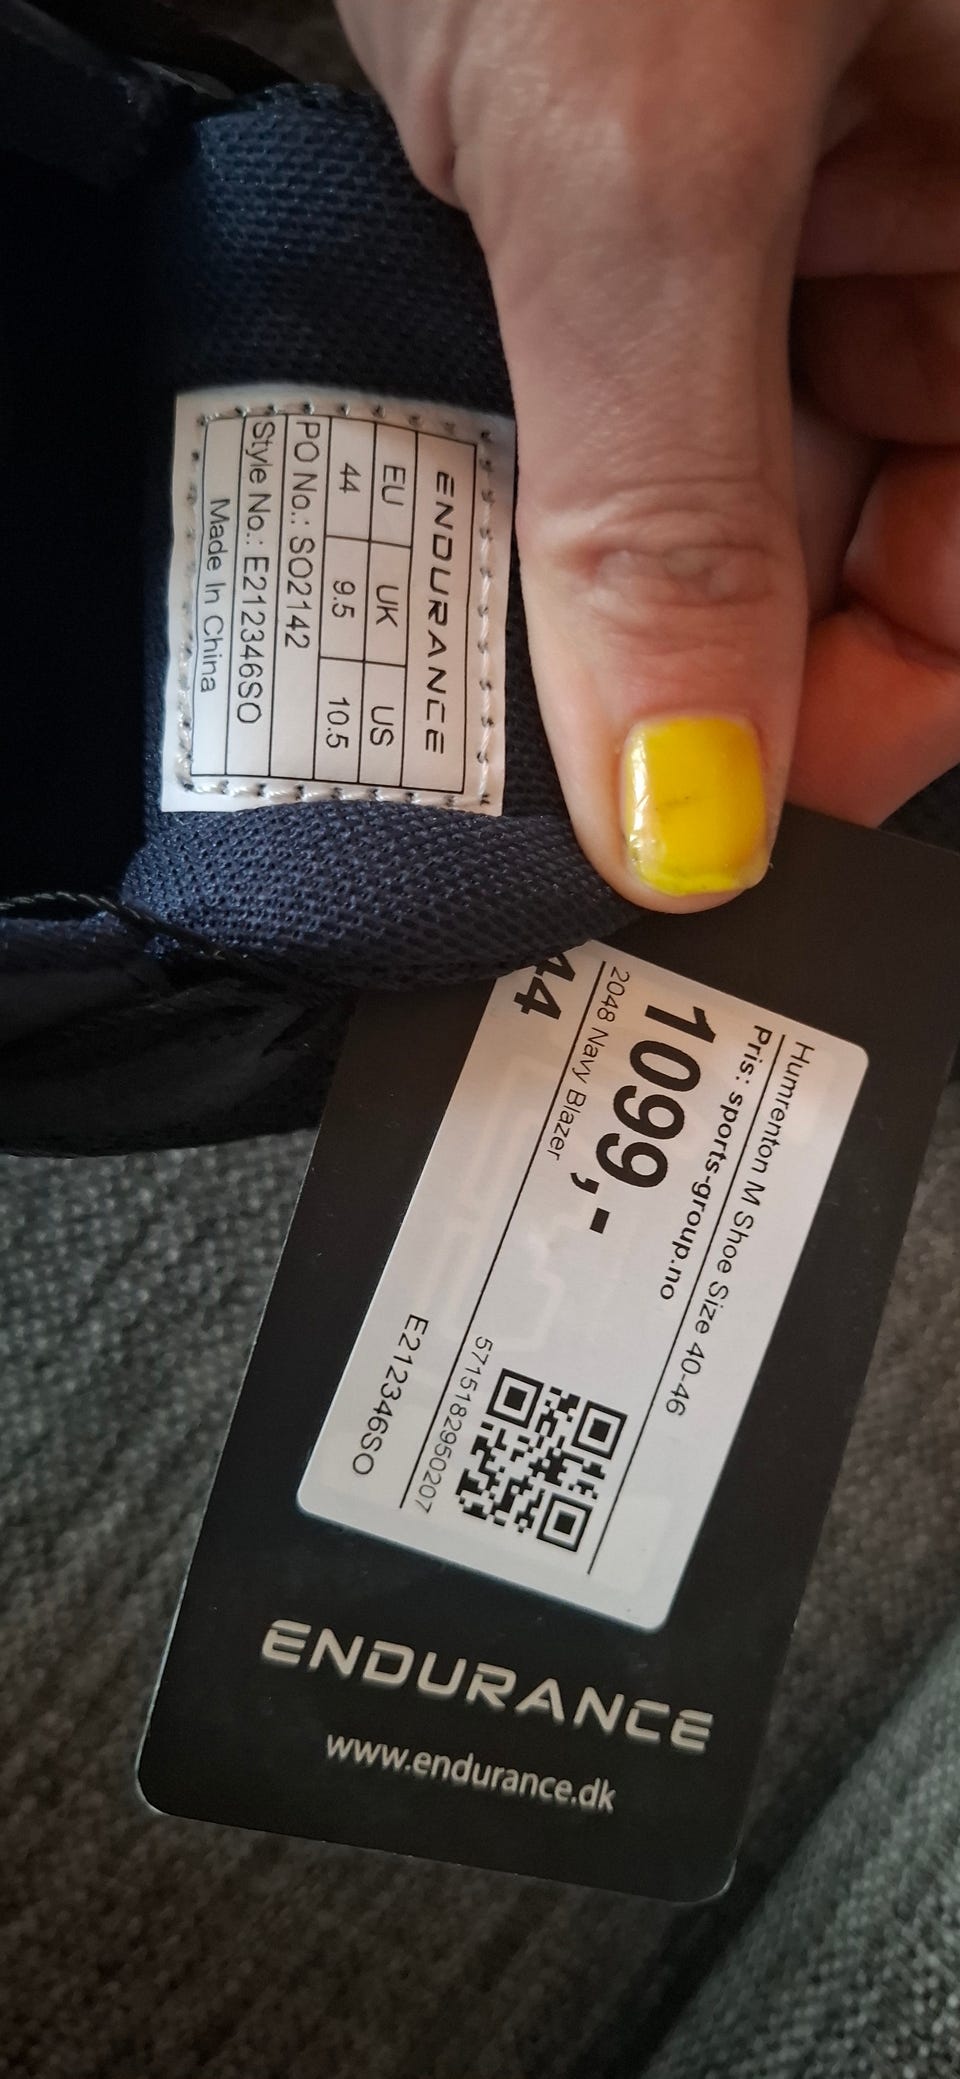 ENDURANCE
EU UK US
44 9.5 10.5
PO No.: SO2142
Style No.: E212346SO
Made In China
Humrenton M Shoe Size 40-46
Pris: sports-group.no
1099,-
2048 Navy Blazer
5715182950207
44
E212346SO
ENDURANCE
www.endurance.dk